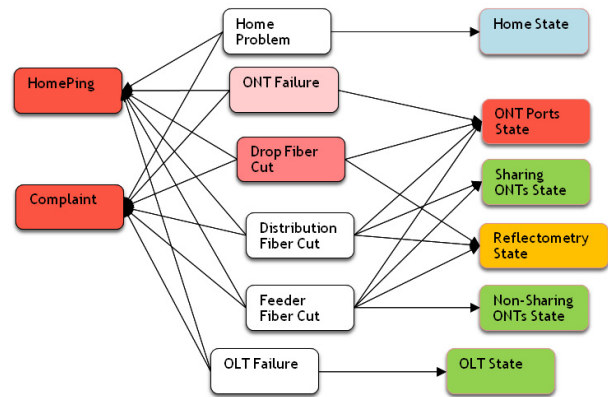 Home
Problem
Home State
HomePing
ONT Failure
ONT Ports
State
Drop Fiber
Cut
Sharing
ONTs State
Complaint
Distribution
Fiber Cut
Reflectometry
State
Feeder
Fiber Cut
Non-Sharing
ONTs State
OLT Failure
OLT State